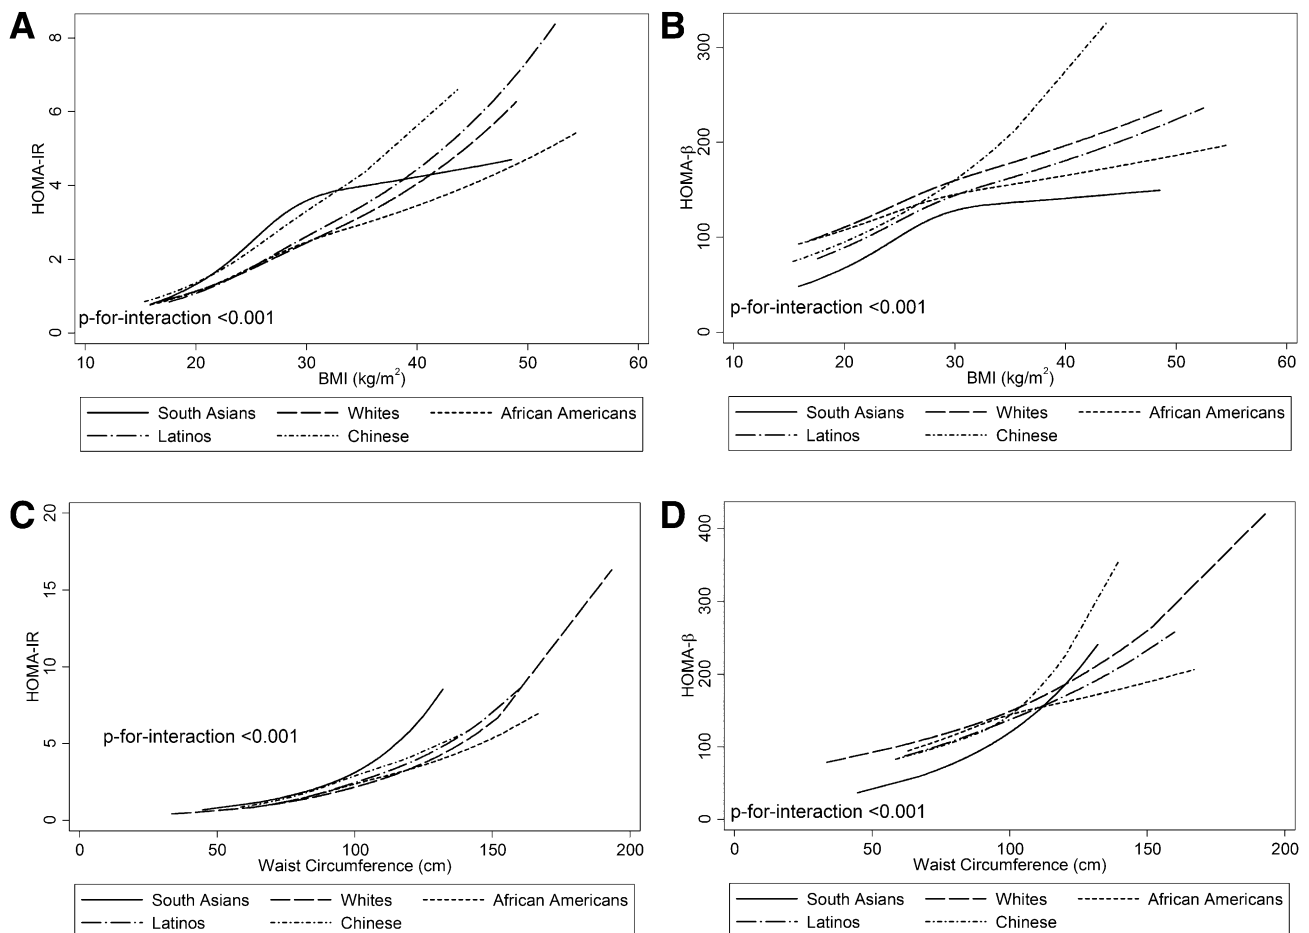 A
HOMA-IR
8
6
4
2
0
p-for-interaction <0.001
10 20 30 40 50 60
BMI (kg/m²)
South Asians Whites African Americans
Latinos Chinese
B
HOMA-β
300
200
100
0
p-for-interaction <0.001
10 20 30 40 50 60
BMI (kg/m²)
South Asians Whites African Americans
Latinos Chinese
C
HOMA-IR
20
15
10
5
0
p-for-interaction <0.001
0 50 100 150 200
Waist Circumference (cm)
South Asians Whites African Americans
Latinos Chinese
D
HOMA-β
400
300
200
100
0
p-for-interaction <0.001
0 50 100 150 200
Waist Circumference (cm)
South Asians Whites African Americans
Latinos Chinese